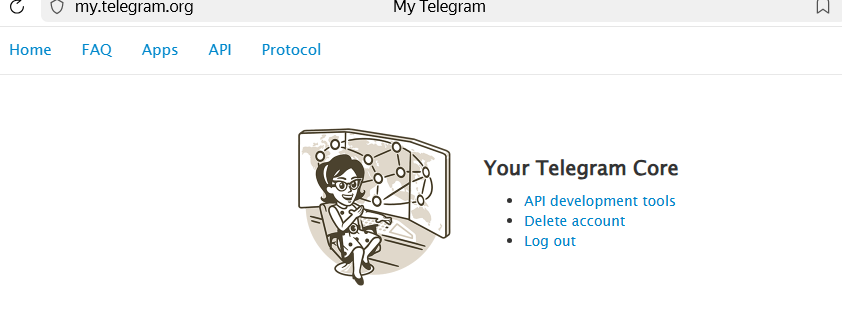 my.telegram.org My Telegram
Home FAQ Apps API Protocol
Your Telegram Core
API development tools
Delete account
Log out